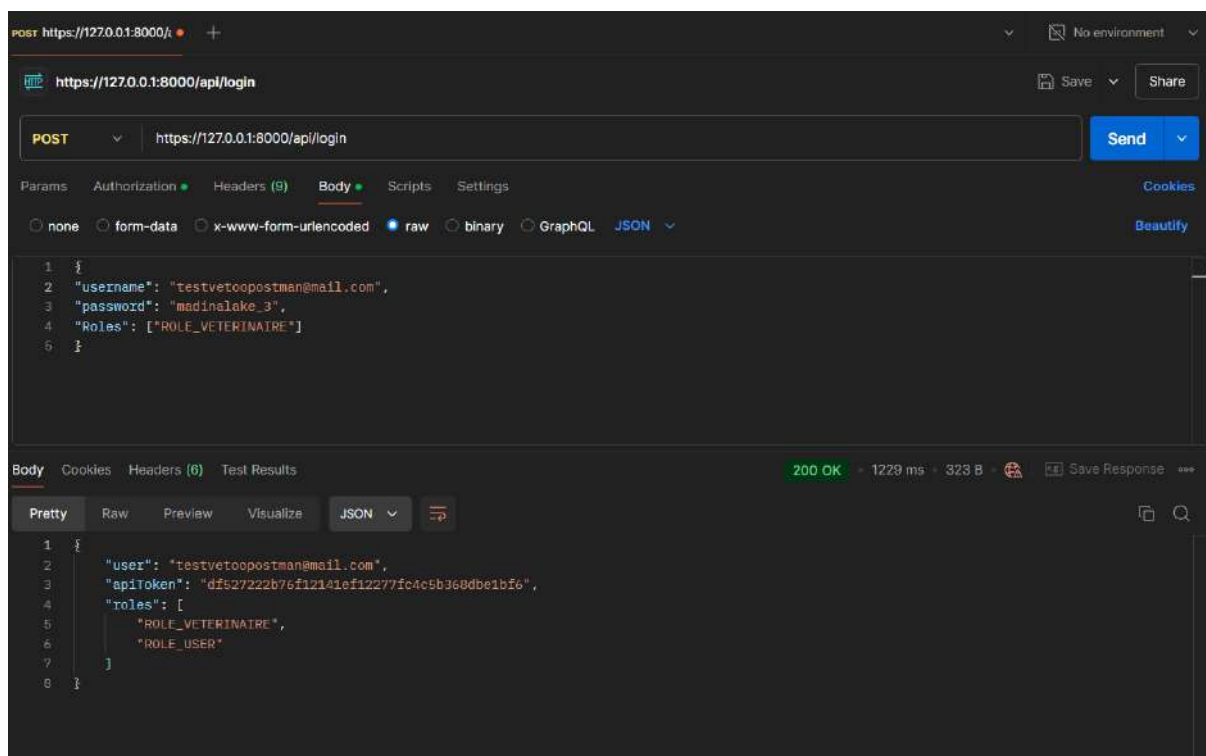 POST https://127.0.0.1:8000/a
No environment
HTTP https://127.0.0.1:8000/api/login
Save
Share
POST https://127.0.0.1:8000/api/login
Send
Params Authorization Headers (9) Body Scripts Settings Cookies
none form-data x-www-form-urlencoded raw binary GraphQL JSON Beautify
1 {
2 "username": "testvetoopostman@mail.com",
3 "password": "madinalake_3",
4 "Roles": ["ROLE_VETERINAIRE"]
5 }
Body Cookies Headers (6) Test Results 200 OK 1229 ms 323 B Save Response
Pretty Raw Preview Visualize JSON
1 {
2 "user": "testvetoopostman@mail.com",
3 "apiToken": "df527222b76f12141ef12277fc4c5b368dbe1bf6",
4 "roles": [
5 "ROLE_VETERINAIRE",
6 "ROLE_USER"
7 ]
8 }